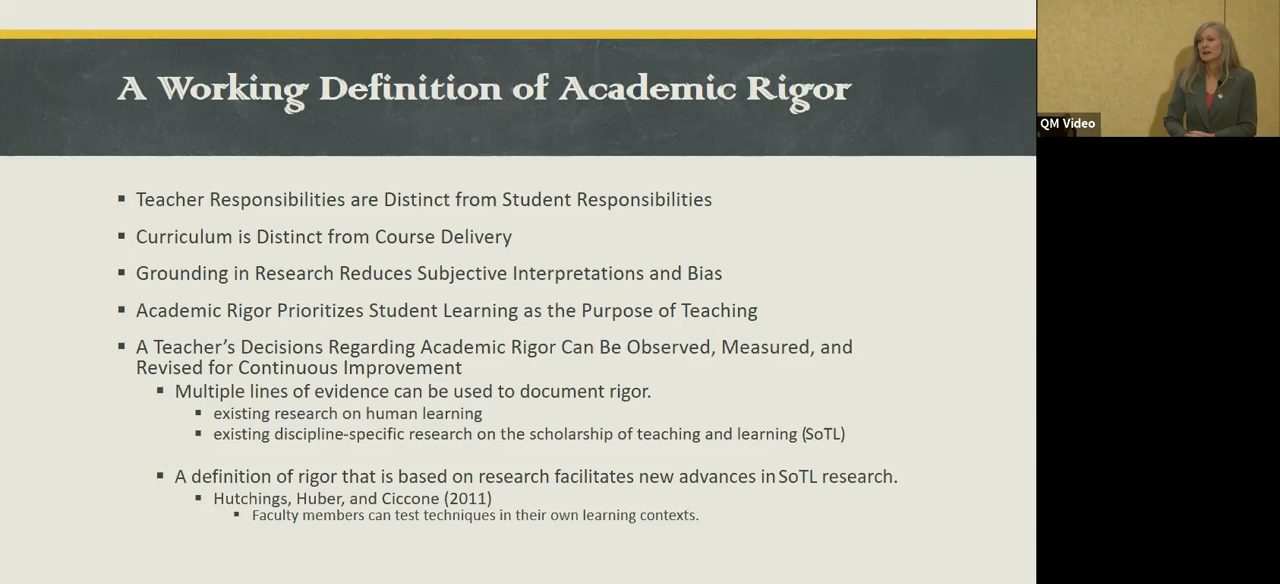 A Working Definition of Academic Rigor
QM Video
▪ Teacher Responsibilities are Distinct from Student Responsibilities
▪ Curriculum is Distinct from Course Delivery
▪ Grounding in Research Reduces Subjective Interpretations and Bias
▪ Academic Rigor Prioritizes Student Learning as the Purpose of Teaching
▪ A Teacher’s Decisions Regarding Academic Rigor Can Be Observed, Measured, and
Revised for Continuous Improvement
▪ Multiple lines of evidence can be used to document rigor.
▪ existing research on human learning
▪ existing discipline-specific research on the scholarship of teaching and learning (SoTL)
▪ A definition of rigor that is based on research facilitates new advances in SoTL research.
▪ Hutchings, Huber, and Ciccone (2011)
▪ Faculty members can test techniques in their own learning contexts.